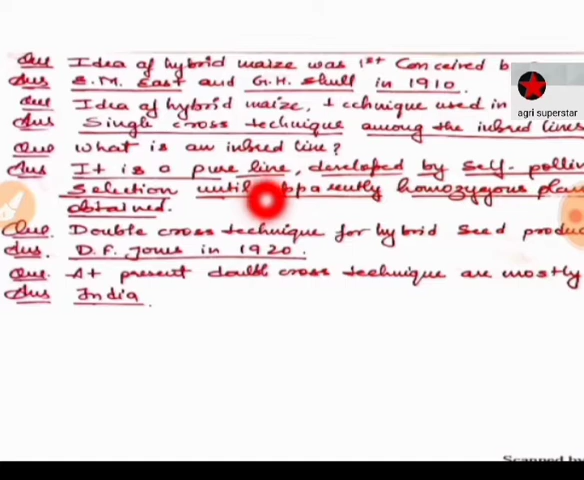 Que Idea of hybrid maize was 1st Conceived b
Ans E.M. East and G.H. Shull in 1910.
Que Idea of hybrid maize, technique used in
Ans Single cross technique among the inbred lines
Que What is an inbred line?
Ans It is a pure line, developed by Self-pollin
Selection until apparently homozygous plan
obtained.
Que Double cross technique for hybrid Seed produc
Ans. D.F. Jones in 1920.
Que. At present double cross technique are mostly
Ans India
agri superstar
Scanned by